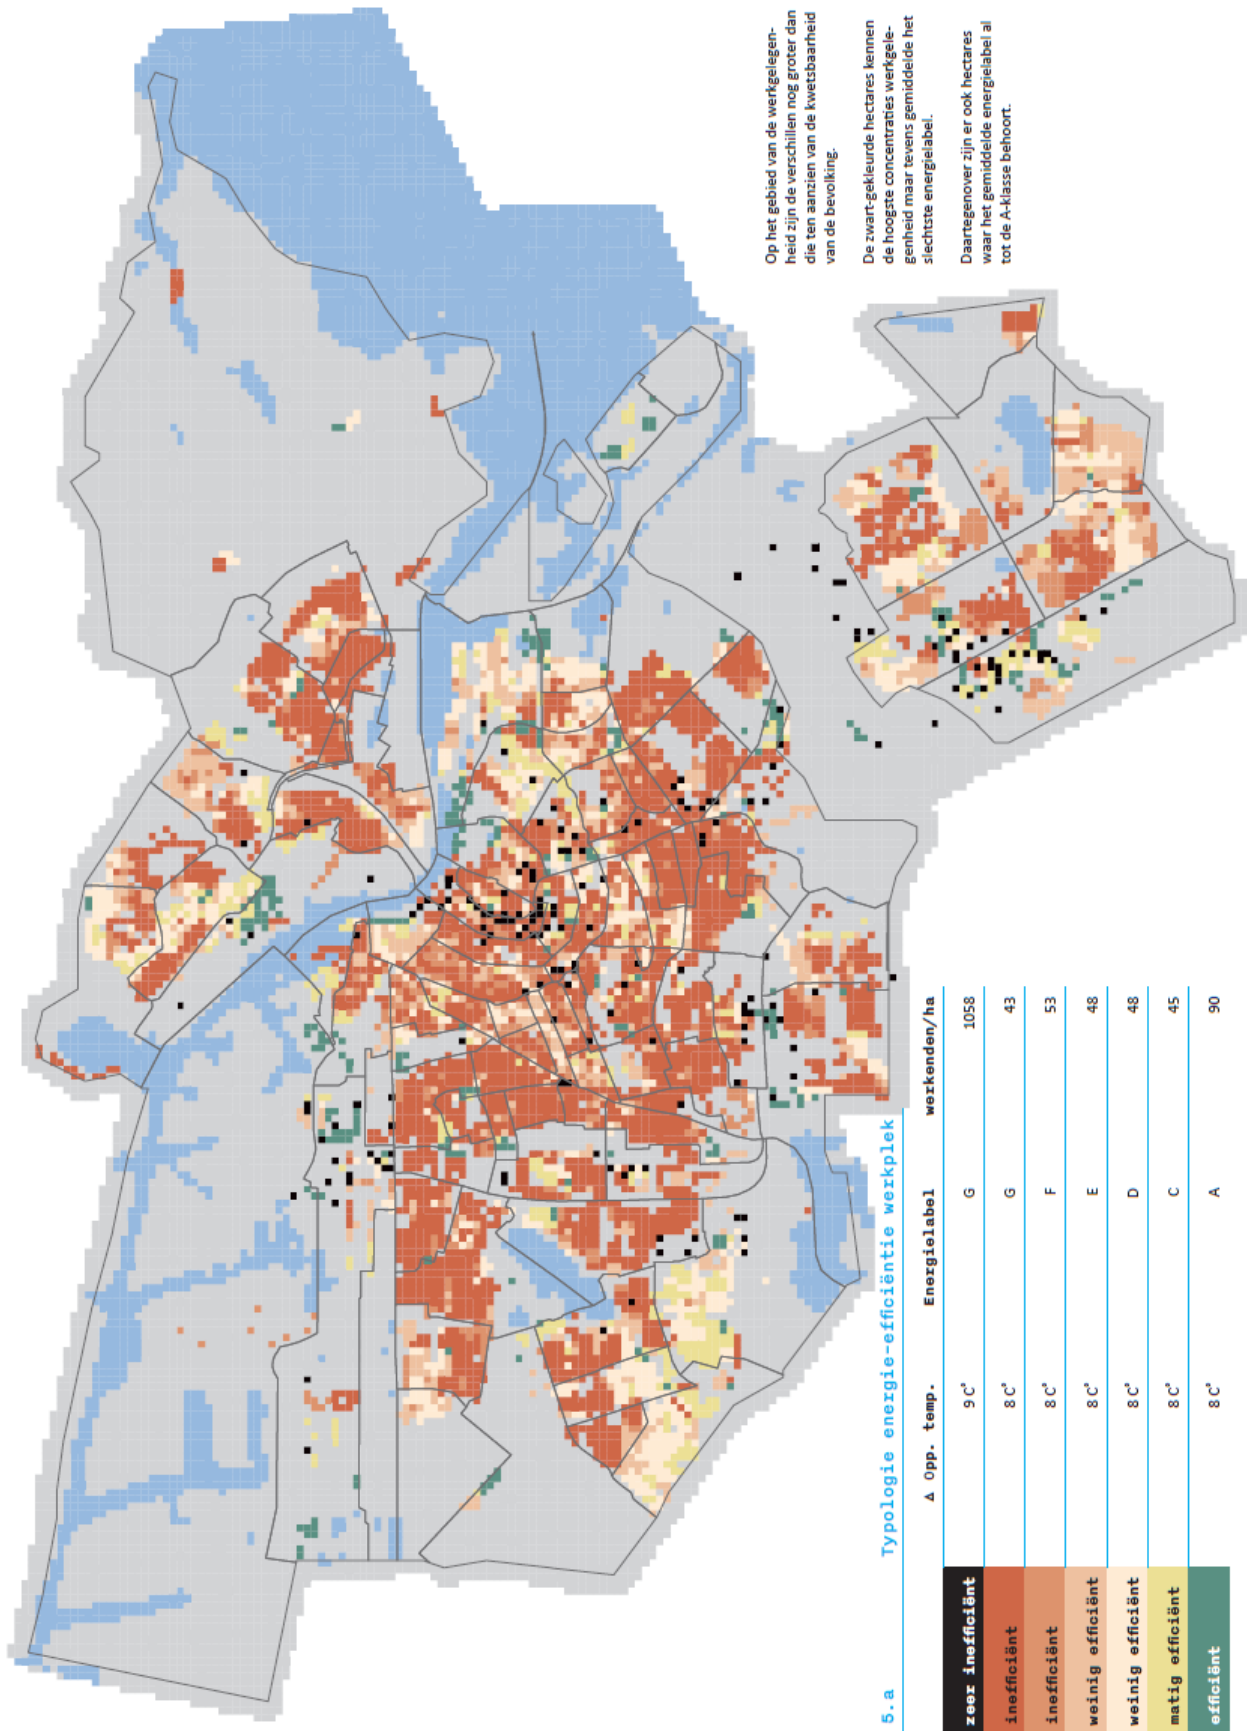 Op het gebied van de werkgelegen-
heid zijn de verschillen nog groter dan
die ten aanzien van de kwetsbaarheid
van de bevolking.
De zwart-gekleurde hectares kennen
de hoogste concentraties werkgele-
genheid maar tevens gemiddelde het
slechtste energielabel.
Daartegenover zijn er ook hectares
waar het gemiddelde energielabel al
tot de A-klasse behoort.
5.a Typologie energie-efficiëntie werkplek
Δ Opp. temp. Energielabel werkenden/ha
zeer inefficiënt 9 C° G 1058
inefficiënt 8 C° G 43
inefficiënt 8 C° F 53
weinig efficiënt 8 C° E 48
weinig efficiënt 8 C° D 48
matig efficiënt 8 C° C 45
efficiënt 8 C° A 90